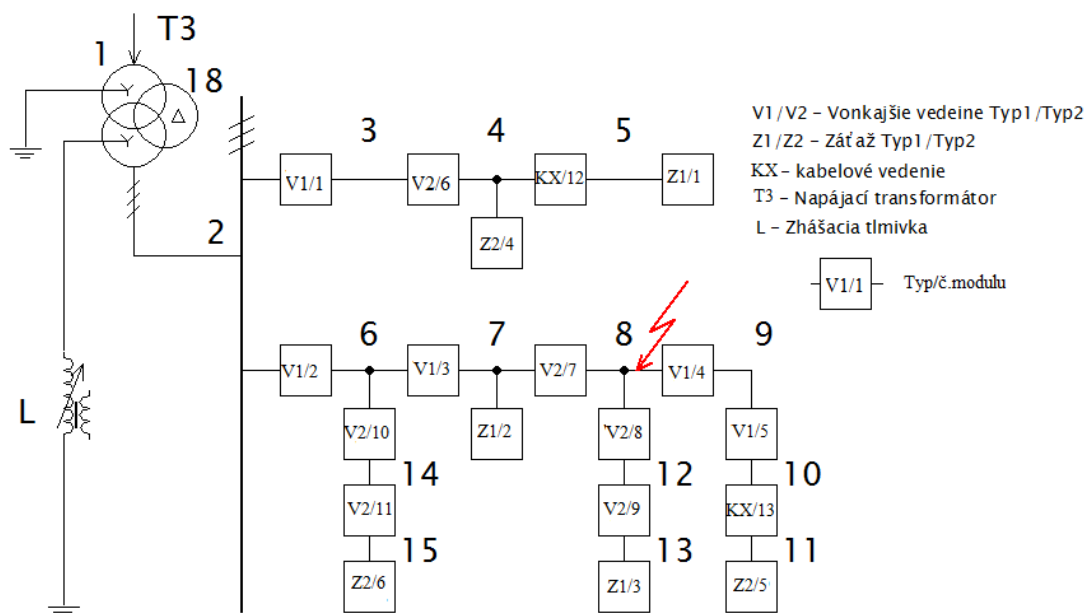 T3
1
18
2
3
4
5
V1/1
V2/6
KX/12
Z1/1
Z2/4
V1/V2 – Vonkajšie vedeine Typ1/Typ2
Z1/Z2 – Záťaž Typ1/Typ2
KX – kabelové vedenie
T3 – Napájací transformátor
L – Zhášacia tlmivka
V1/1
Typ/č.modulu
6
7
8
9
V1/2
V1/3
V2/7
V1/4
L
V2/10
Z1/2
'V2/8
V1/5
14
12
10
V2/11
V2/9
KX/13
15
13
11
Z2/6
Z1/3
Z2/5